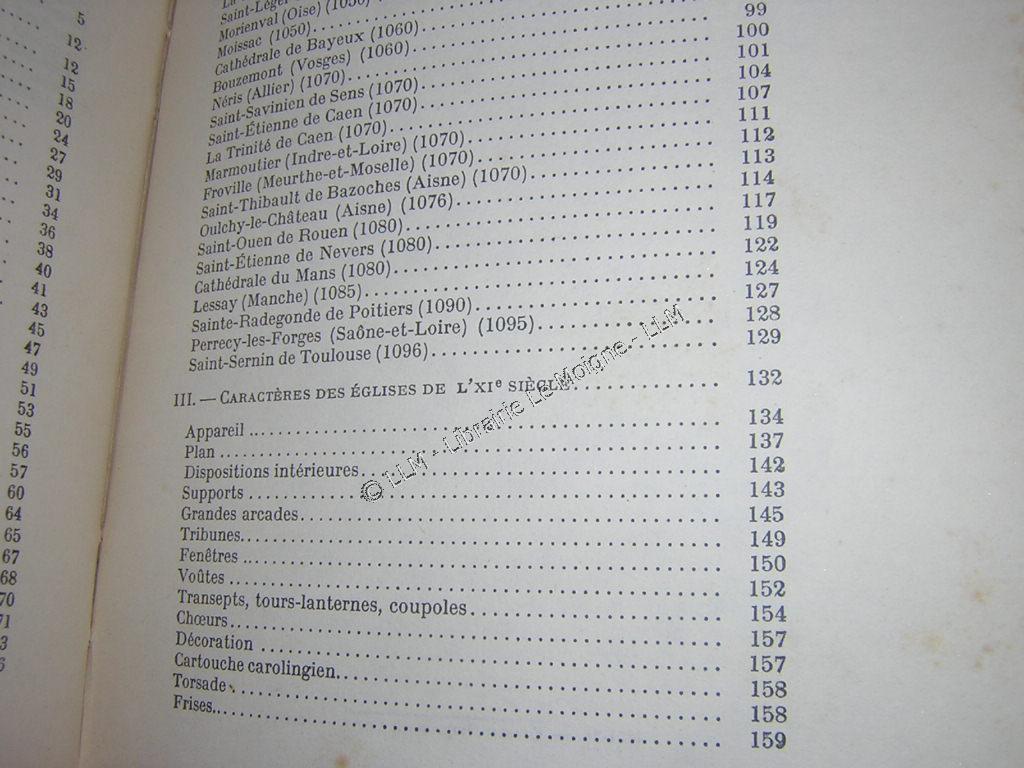 5
12
12
15
18
20
24
27
29
31
34
36
38
40
41
43
45
47
49
51
53
55
56
57
60
64
65
67
68
70
Saint-Léger
Morienval (Oise) (1050)
Moissac (1050)
Cathédrale de Bayeux (1060)
Bouzemont (Vosges) (1060) 99
Néris (Allier) (1070) 100
Saint-Savinien de Sens (1070) 101
Saint-Étienne de Caen (1070) 104
La Trinité de Caen (1070) 107
Marmoutier (Indre-et-Loire) (1070) 111
Froville (Meurthe-et-Moselle) (1070) 112
Saint-Thibault de Bazoches (Aisne) (1070) 113
Oulchy-le-Château (Aisne) (1076) 114
Saint-Ouen de Rouen (1080) 117
Saint-Étienne de Nevers (1080) 119
Cathédrale du Mans (1080) 122
Lessay (Manche) (1085) 124
Sainte-Radegonde de Poitiers (1090) 127
Perrecy-les-Forges (Saône-et-Loire) (1095) 128
Saint-Sernin de Toulouse (1096) 129
III. — CARACTÈRES DES ÉGLISES DE L'XIe SIÈCLE 132
Appareil 134
Plan 137
Dispositions intérieures 142
Supports 143
Grandes arcades 145
Tribunes 149
Fenêtres 150
Voûtes 152
Transepts, tours-lanternes, coupoles 154
Chœurs 157
Décoration 157
Cartouche carolingien 158
Torsade 158
Frises 159
© LLM - Librairie Le Moigne - LLM